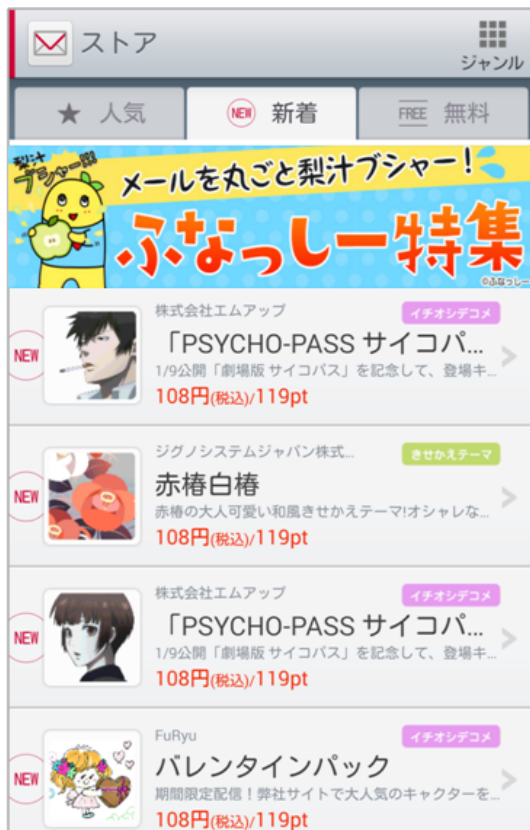 ストア
ジャンル
★ 人気
NEW 新着
FREE 無料
梨汁
ブシャー!!!
メールを丸ごと梨汁ブシャー！
ふなっしー特集
©ふなっしー
株式会社エムアップ
イチオシデコメ
NEW
「PSYCHO-PASS サイコパ...
1/9公開「劇場版 サイコパス」を記念して、登場キ...
108円(税込)/119pt
ジグノシステムジャパン株式...
きせかえテーマ
NEW
赤椿白椿
赤椿の大人可愛い和風きせかえテーマ!オシャレな...
108円(税込)/119pt
株式会社エムアップ
イチオシデコメ
NEW
「PSYCHO-PASS サイコパ...
1/9公開「劇場版 サイコパス」を記念して、登場キ...
108円(税込)/119pt
FuRyu
イチオシデコメ
NEW
バレンタインパック
期間限定配信！弊社サイトで大人気のキャクターを...
108円(税込)/119pt